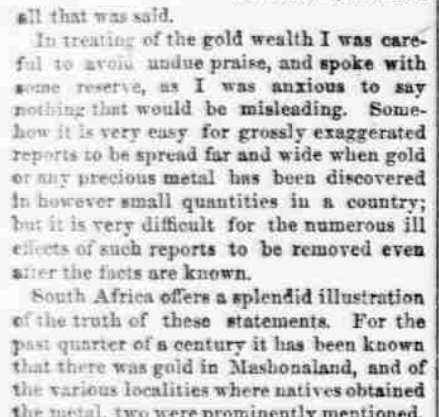 all that was said.
In treating of the gold wealth I was care-
ful to avoid undue praise, and spoke with
some reserve, as I was anxious to say
nothing that would be misleading. Some-
how it is very easy for grossly exaggerated
reports to be spread far and wide when gold
or any precious metal has been discovered
in however small quantities in a country;
but it is very difficult for the numerous ill
effects of such reports to be removed even
after the facts are known.
South Africa offers a splendid illustration
of the truth of these statements. For the
past quarter of a century it has been known
that there was gold in Mashonaland, and of
the various localities where natives obtained
the metal, two were prominently mentioned.